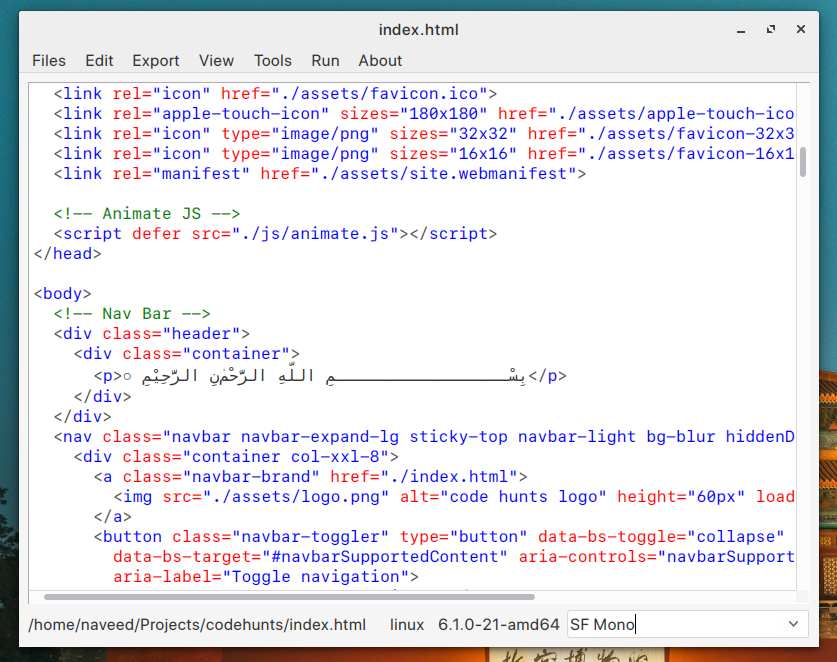 index.html
Files Edit Export View Tools Run About
<link rel="icon" href="./assets/favicon.ico">
<link rel="apple-touch-icon" sizes="180x180" href="./assets/apple-touch-ico
<link rel="icon" type="image/png" sizes="32x32" href="./assets/favicon-32x3
<link rel="icon" type="image/png" sizes="16x16" href="./assets/favicon-16x1
<link rel="manifest" href="./assets/site.webmanifest">
<!-- Animate JS -->
<script defer src="./js/animate.js"></script>
</head>
<body>
<!-- Nav Bar -->
<div class="header">
<div class="container">
<p>بِسْــــــــــــــــــمِ اللَّهِ الرَّحْمٰنِ الرَّحِيْمِ ○</p>
</div>
</div>
<nav class="navbar navbar-expand-lg sticky-top navbar-light bg-blur hiddenD
<div class="container col-xxl-8">
<a class="navbar-brand" href="./index.html">
<img src="./assets/logo.png" alt="code hunts logo" height="60px" load
</a>
<button class="navbar-toggler" type="button" data-bs-toggle="collapse"
data-bs-target="#navbarSupportedContent" aria-controls="navbarSupport
aria-label="Toggle navigation">
/home/naveed/Projects/codehunts/index.html linux 6.1.0-21-amd64 SF Mono